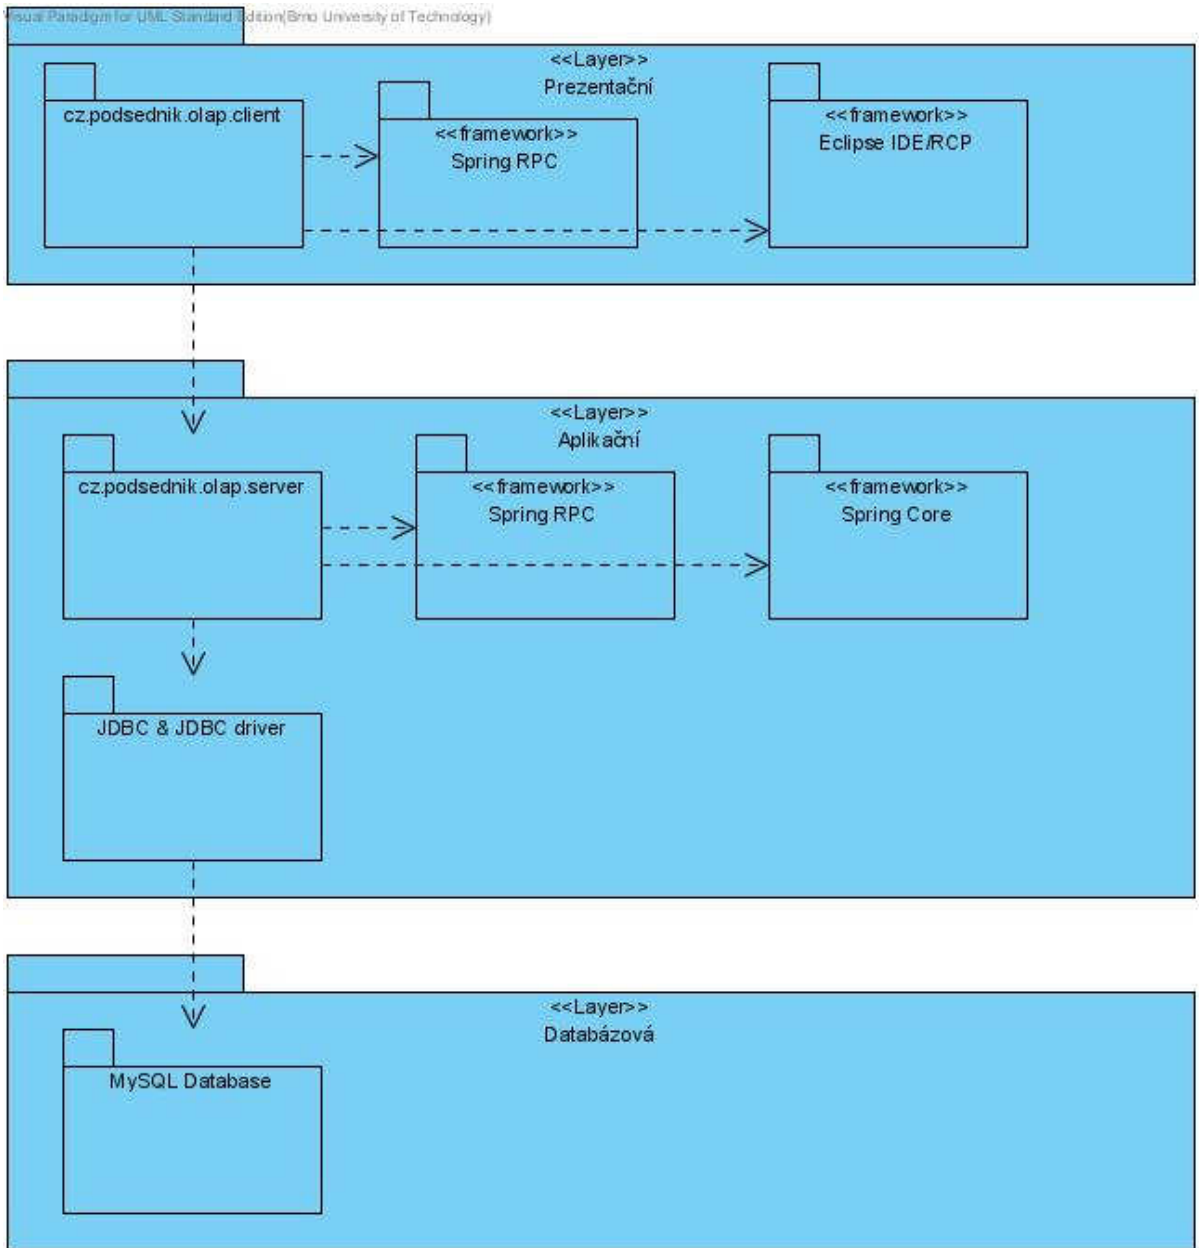 Visual Paradigm for UML Standard Edition(Brno University of Technology)
<<Layer>>
Prezentační
cz.podsednik.olap.client
<<framework>>
Spring RPC
<<framework>>
Eclipse IDE/RCP
<<Layer>>
Aplikační
cz.podsednik.olap.server
<<framework>>
Spring RPC
<<framework>>
Spring Core
JDBC & JDBC driver
<<Layer>>
Databázová
MySQL Database